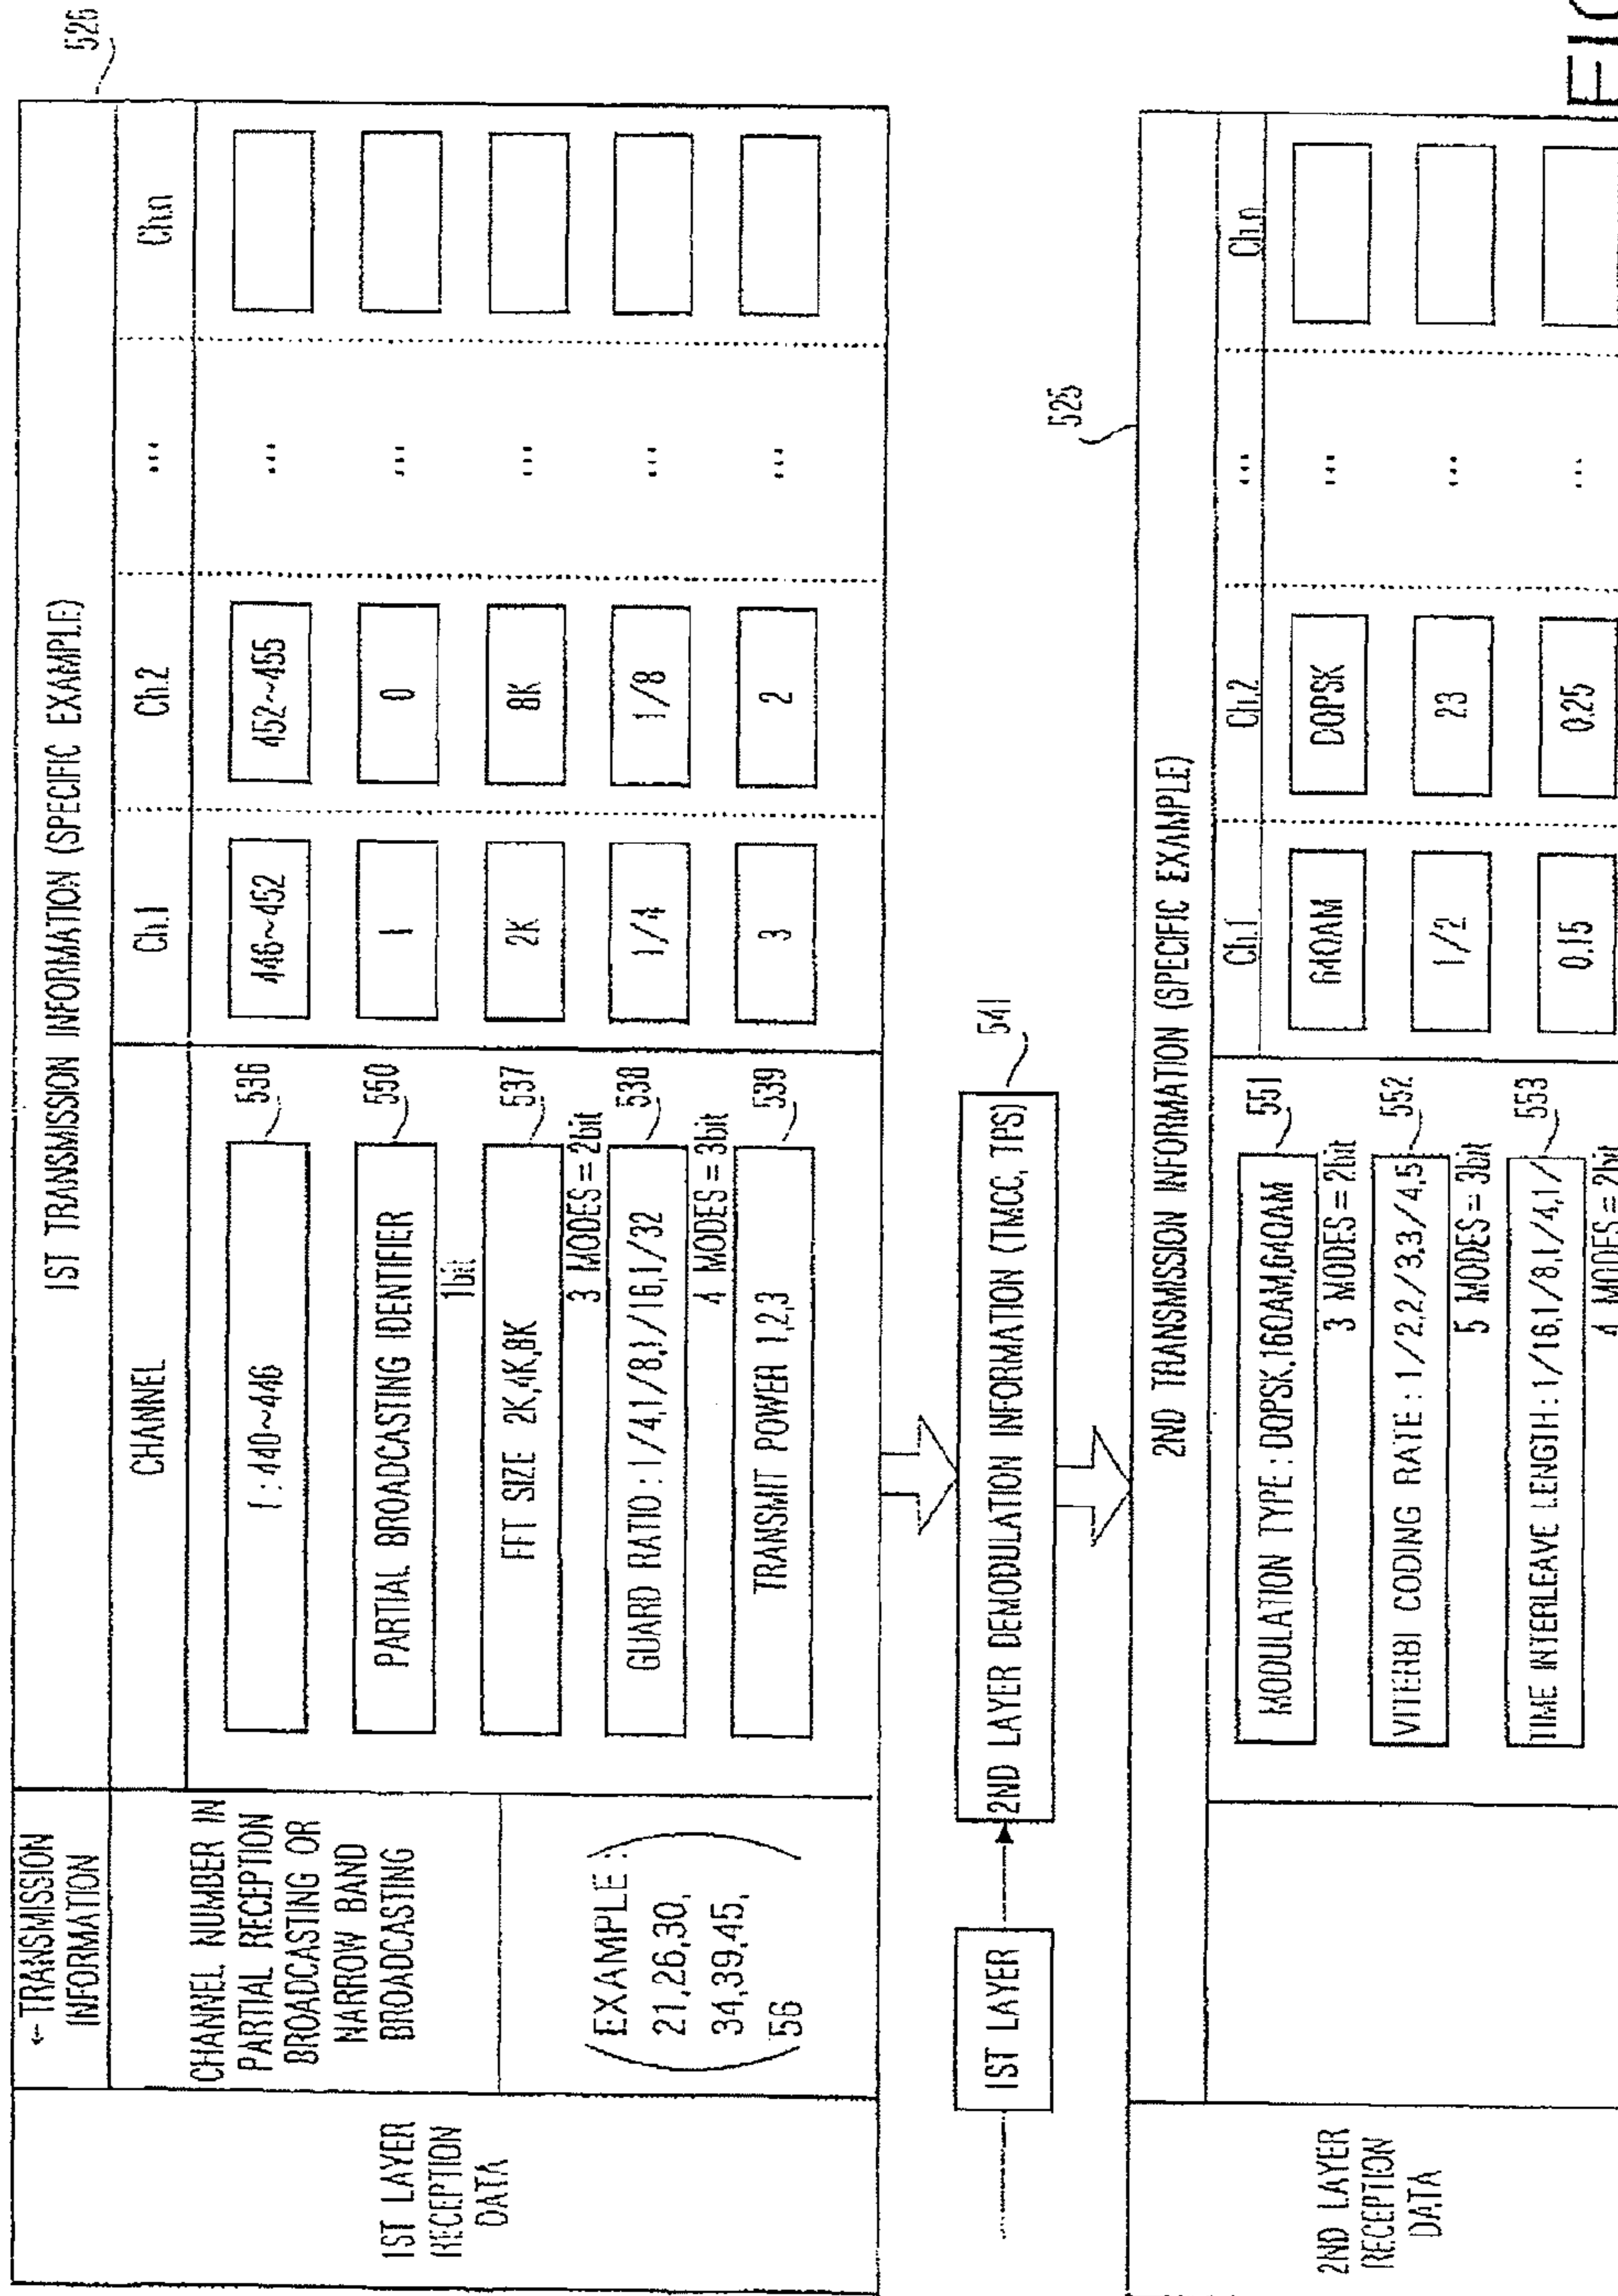 526
1ST TRANSMISSION INFORMATION (SPECIFIC EXAMPLE)
← TRANSMISSION
INFORMATION
CHANNEL
Ch.1
Ch.2
...
Ch.n
1ST LAYER
RECEPTION
DATA
CHANNEL NUMBER IN
PARTIAL RECEPTION
BROADCASTING OR
NARROW BAND
BROADCASTING
(EXAMPLE :
21,26,30,
34,39,45,
56)
f : 440~446
536
446~452
452~455
...
PARTIAL BROADCASTING IDENTIFIER
550
1bit
1
0
...
FFT SIZE 2K,4K,8K
537
3 MODES = 2bit
2K
8K
...
GUARD RATIO : 1/4,1/8,1/16,1/32
538
4 MODES = 3bit
1/4
1/8
...
TRANSMIT POWER 1,2,3
539
3
2
...
1ST LAYER
2ND LAYER DEMODULATION INFORMATION (TMCC, TPS)
541
525
2ND TRANSMISSION INFORMATION (SPECIFIC EXAMPLE)
Ch.1
Ch.2
...
Ch.n
2ND LAYER
RECEPTION
DATA
MODULATION TYPE : DQPSK,16QAM,64QAM
551
3 MODES = 2bit
64QAM
DQPSK
...
VITERBI CODING RATE : 1/2,2/3,3/4,5
552
5 MODES = 3bit
1/2
23
...
TIME INTERLEAVE LENGTH : 1/16,1/8,1/4,1/
553
4 MODES = 2bit
0.15
0.25
...